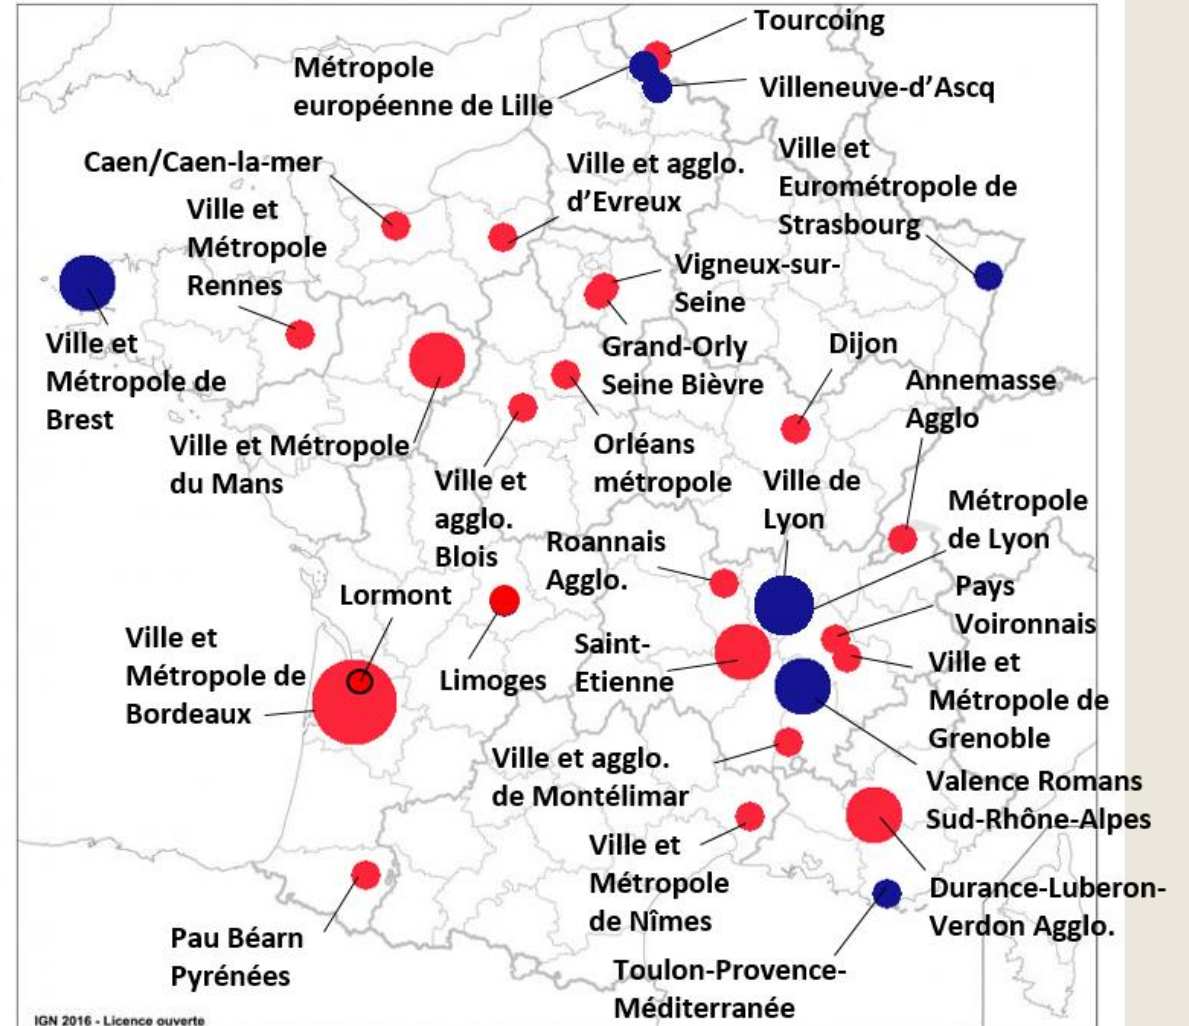 Tourcoing
Métropole
européenne de Lille
Villeneuve-d’Ascq
Caen/Caen-la-mer
Ville et agglo.
d’Evreux
Ville et
Eurométropole de
Strasbourg
Ville et
Métropole
Rennes
Vigneux-sur-
Seine
Ville et
Métropole de
Brest
Grand-Orly
Seine Bièvre
Dijon
Annemasse
Agglo
Ville et Métropole
du Mans
Orléans
métropole
Ville et
agglo.
Blois
Ville de
Lyon
Métropole
de Lyon
Roannais
Agglo.
Lormont
Pays
Voironnais
Ville et
Métropole de
Bordeaux
Limoges
Saint-
Etienne
Ville et
Métropole de
Grenoble
Ville et agglo.
de Montélimar
Valence Romans
Sud-Rhône-Alpes
Ville et
Métropole
de Nîmes
Durance-Luberon-
Verdon Agglo.
Pau Béarn
Pyrénées
Toulon-Provence-
Méditerranée
IGN 2016 - Licence ouverte